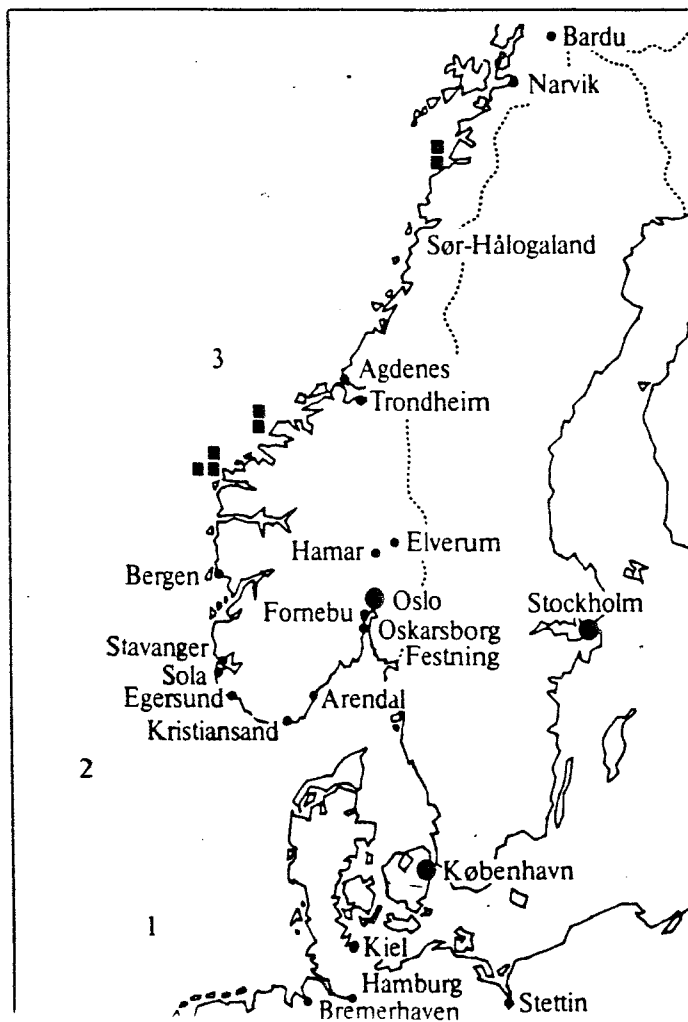 Bardu
Narvik
Sør-Hålogaland
3
Agdenes
Trondheim
Hamar
Elverum
Bergen
Oslo
Fornebu
Stockholm
Oskarsborg
Festning
Stavanger
Sola
Egersund
Arendal
Kristiansand
2
København
1
Kiel
Hamburg
Bremerhaven
Stettin